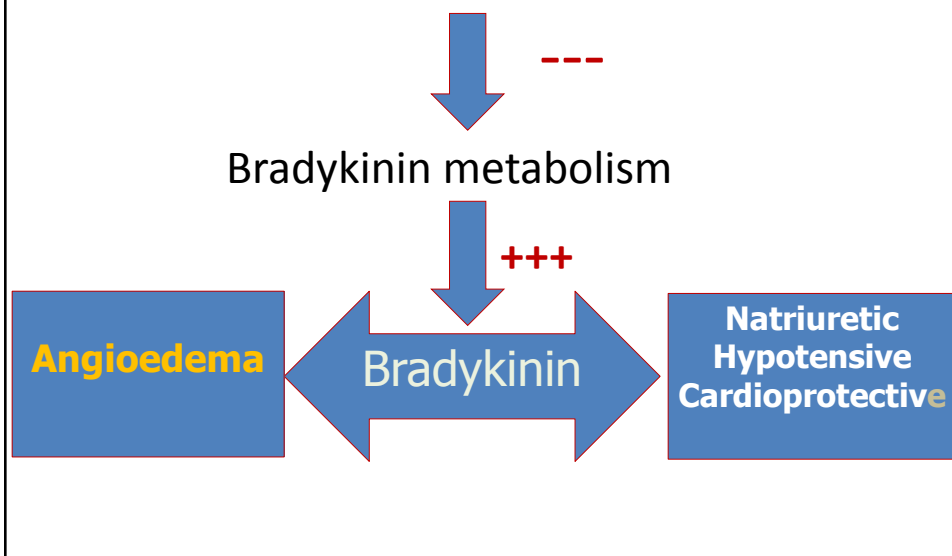 ---
Bradykinin metabolism
+++
Angioedema
Bradykinin
Natriuretic
Hypotensive
Cardioprotective